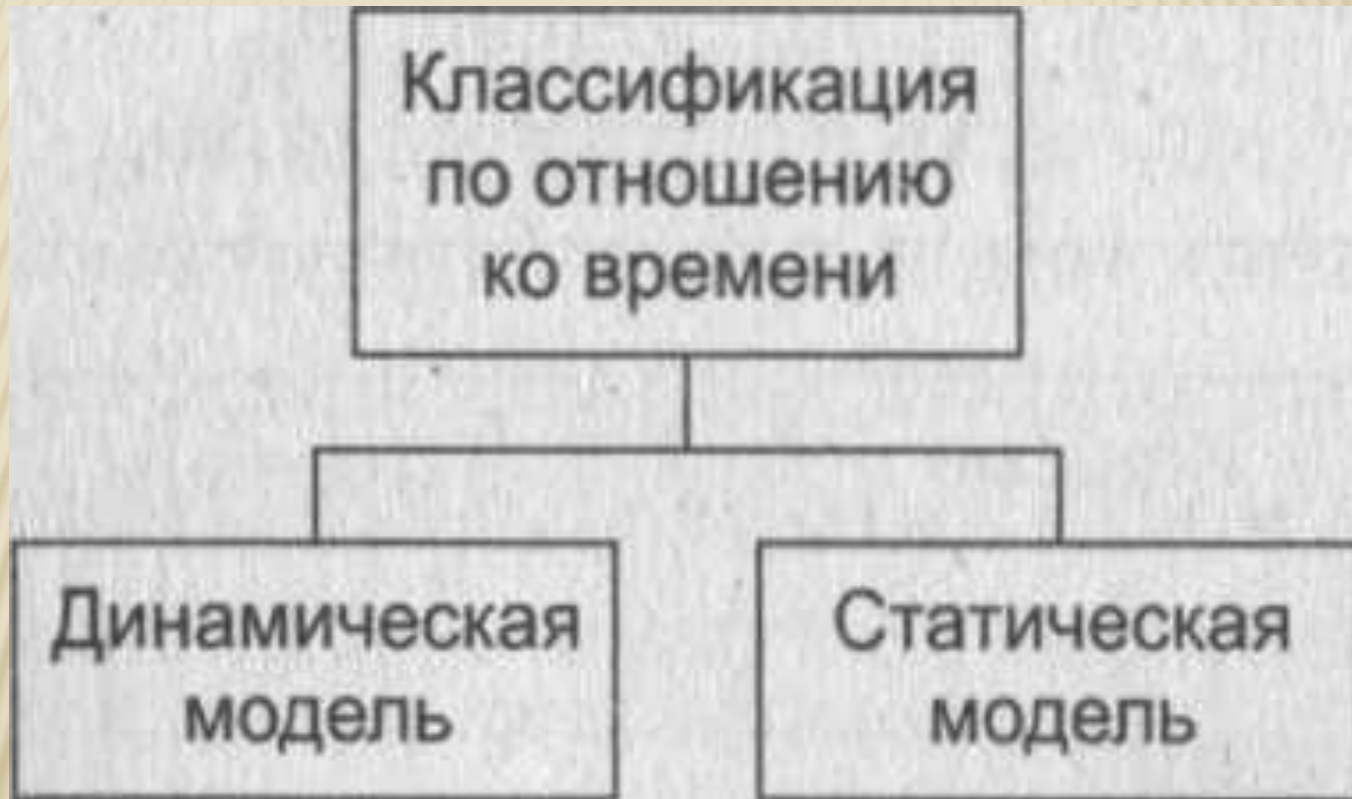 Классификация
по отношению
ко времени
Динамическая
модель
Статическая
модель